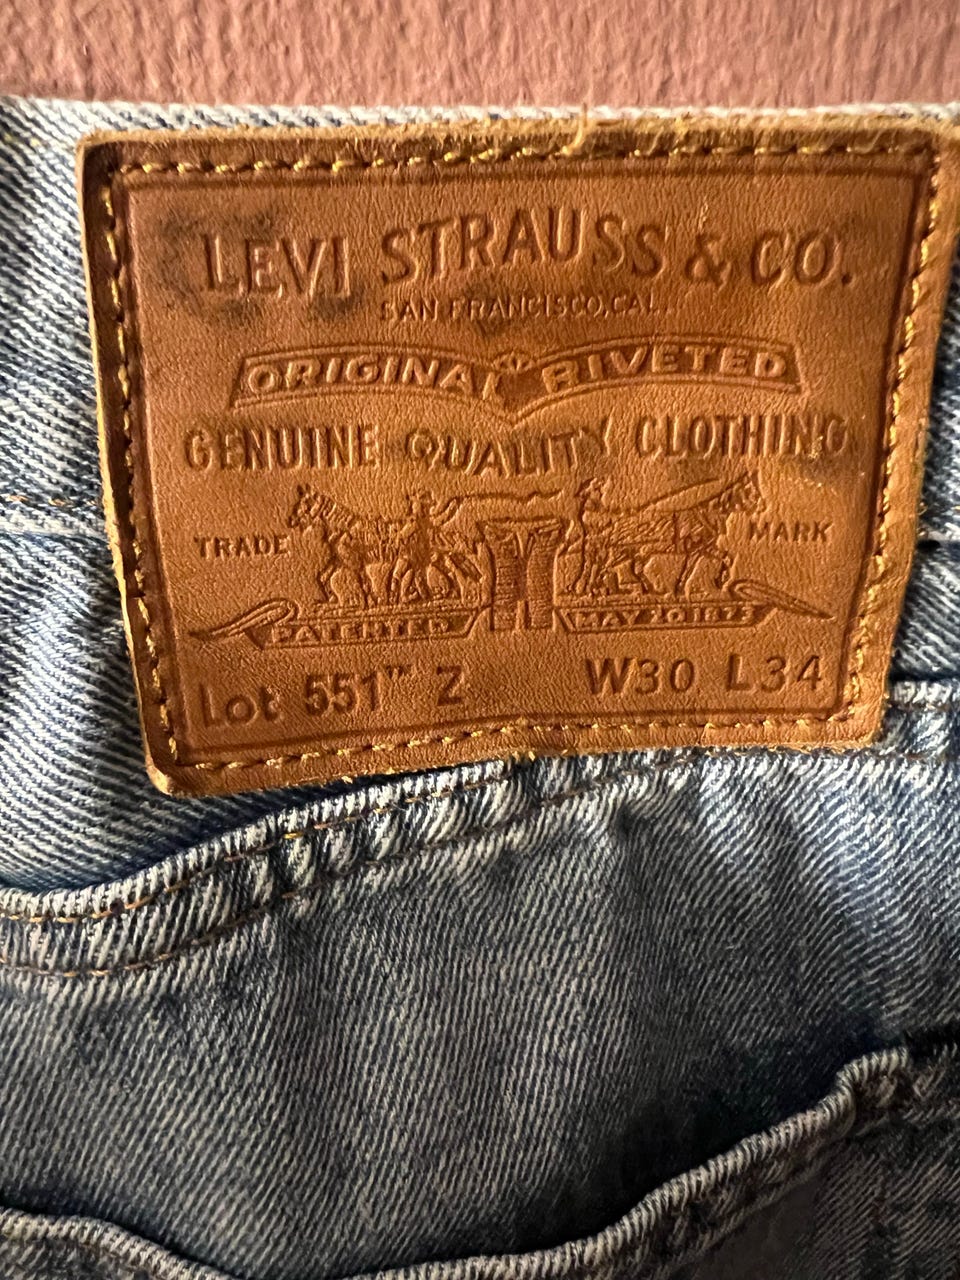 LEVI STRAUSS & CO.
SAN FRANCISCO, CAL.
ORIGINAL RIVETED
GENUINE QUALITY CLOTHING
TRADE MARK
PATENTED MAY 20 1873
Lot 551™ Z W30 L34